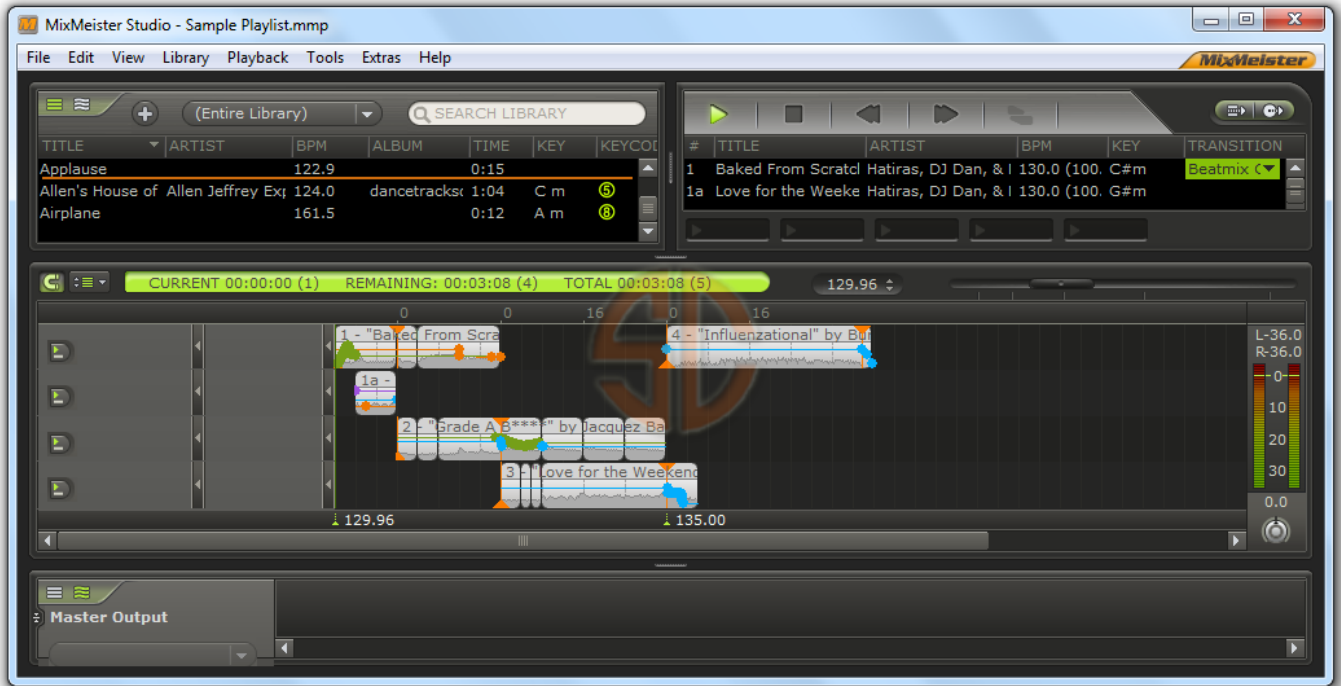 MixMeister Studio - Sample Playlist.mmp
File Edit View Library Playback Tools Extras Help
MixMeister
(Entire Library)
SEARCH LIBRARY
TITLE ARTIST BPM ALBUM TIME KEY KEYCOD
Applause 122.9 0:15
Allen's House of Allen Jeffrey Exp 124.0 dancetrackso 1:04 C m 5
Airplane 161.5 0:12 A m 8
# TITLE ARTIST BPM KEY TRANSITION
1 Baked From Scratcl Hatiras, DJ Dan, & I 130.0 (100. C#m Beatmix
1a Love for the Weeke Hatiras, DJ Dan, & I 130.0 (100. G#m
CURRENT 00:00:00 (1) REMAINING: 00:03:08 (4) TOTAL 00:03:08 (5)
129.96
0 0 16 0 16
1 - "Baked From Scra
4 - "Influenzational" by Bur
1a -
2 - "Grade A B****" by Jacquez Ba
3 - "Love for the Weekend
129.96 135.00
L-36.0
R-36.0
0
10
20
30
0.0
Master Output